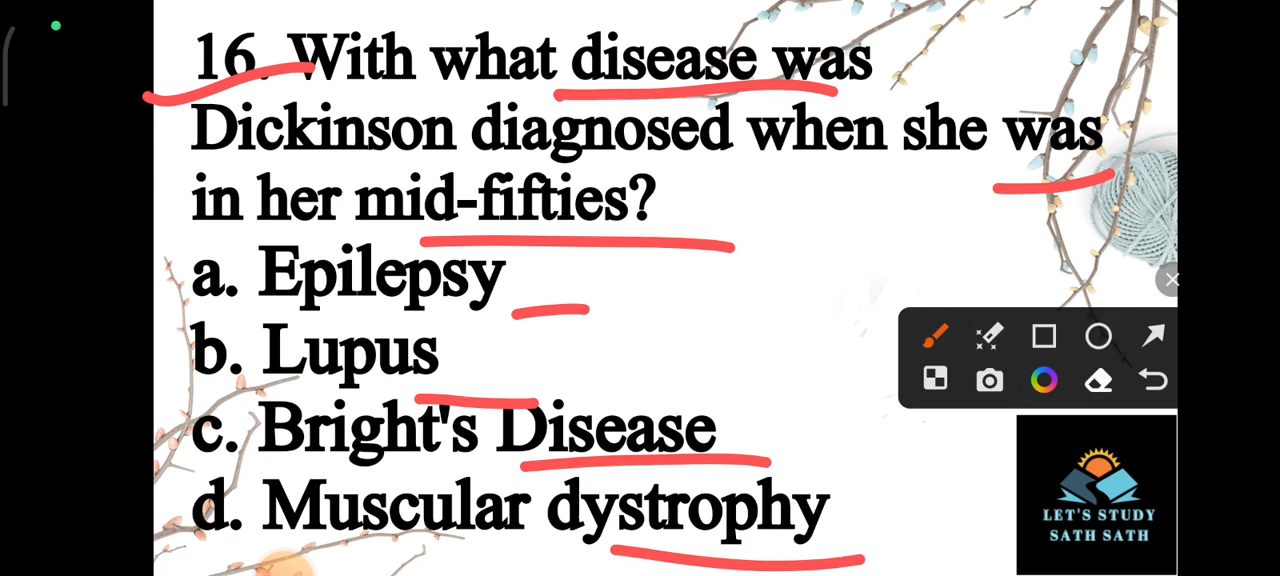 16. With what disease was
Dickinson diagnosed when she was
in her mid-fifties?
a. Epilepsy
b. Lupus
c. Bright's Disease
d. Muscular dystrophy
LET'S STUDY
SATH SATH